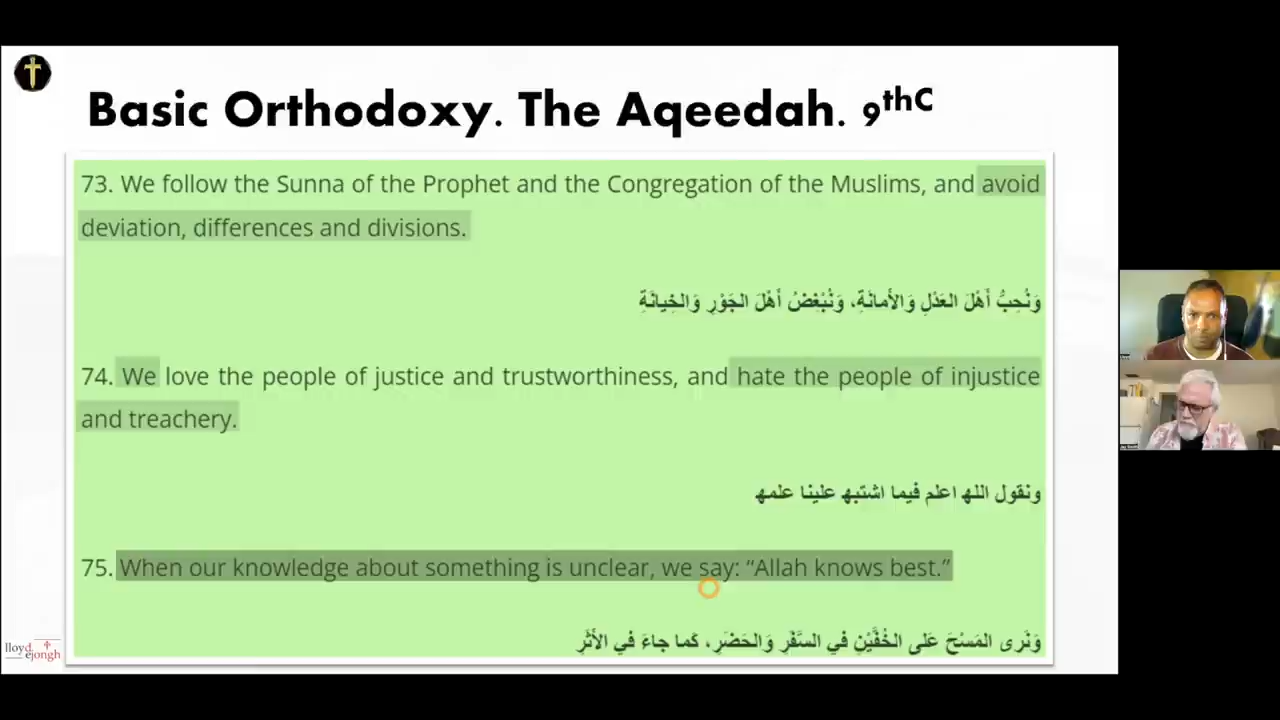 Basic Orthodoxy. The Aqeedah. 9thC
73. We follow the Sunna of the Prophet and the Congregation of the Muslims, and avoid
deviation, differences and divisions.
وَنُحِبُّ أَهْلَ العَدْلِ وَالأمانَةِ، وَنُبْغِضُ أَهْلَ الجَوْرِ وَالخِيانَةِ
74. We love the people of justice and trustworthiness, and hate the people of injustice
and treachery.
ونقول الله اعلم فيما اشتبه علينا علمه
75. When our knowledge about something is unclear, we say: “Allah knows best.”
وَنَرى المَسْحَ عَلى الخُفَّيْنِ في السَّفَرِ وَالحَضَرِ، كَما جاءَ في الأَثَرِ
lloyd
ejongh